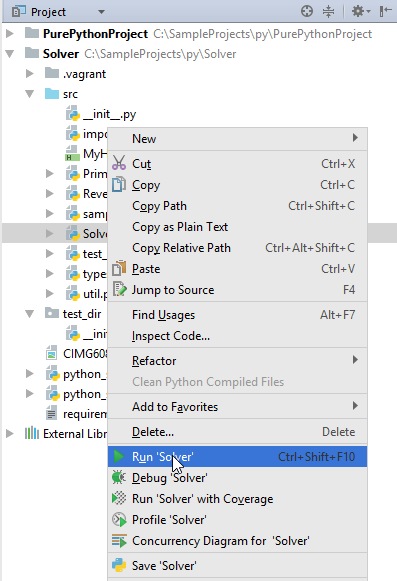 Project
PurePythonProject C:\SampleProjects\py\PurePythonProject
Solver C:\SampleProjects\py\Solver
.vagrant
src
__init__.py
impo
MyH
Prim
Reve
samp
Solve
test_
types
util.p
test_dir
__init
CIMG608
python_s
python_s
requirem
External Libr
New
Cut Ctrl+X
Copy Ctrl+C
Copy Path Ctrl+Shift+C
Copy as Plain Text
Copy Relative Path Ctrl+Alt+Shift+C
Paste Ctrl+V
Jump to Source F4
Find Usages Alt+F7
Inspect Code...
Refactor
Clean Python Compiled Files
Add to Favorites
Delete... Delete
Run 'Solver' Ctrl+Shift+F10
Debug 'Solver'
Run 'Solver' with Coverage
Profile 'Solver'
Concurrency Diagram for 'Solver'
Save 'Solver'